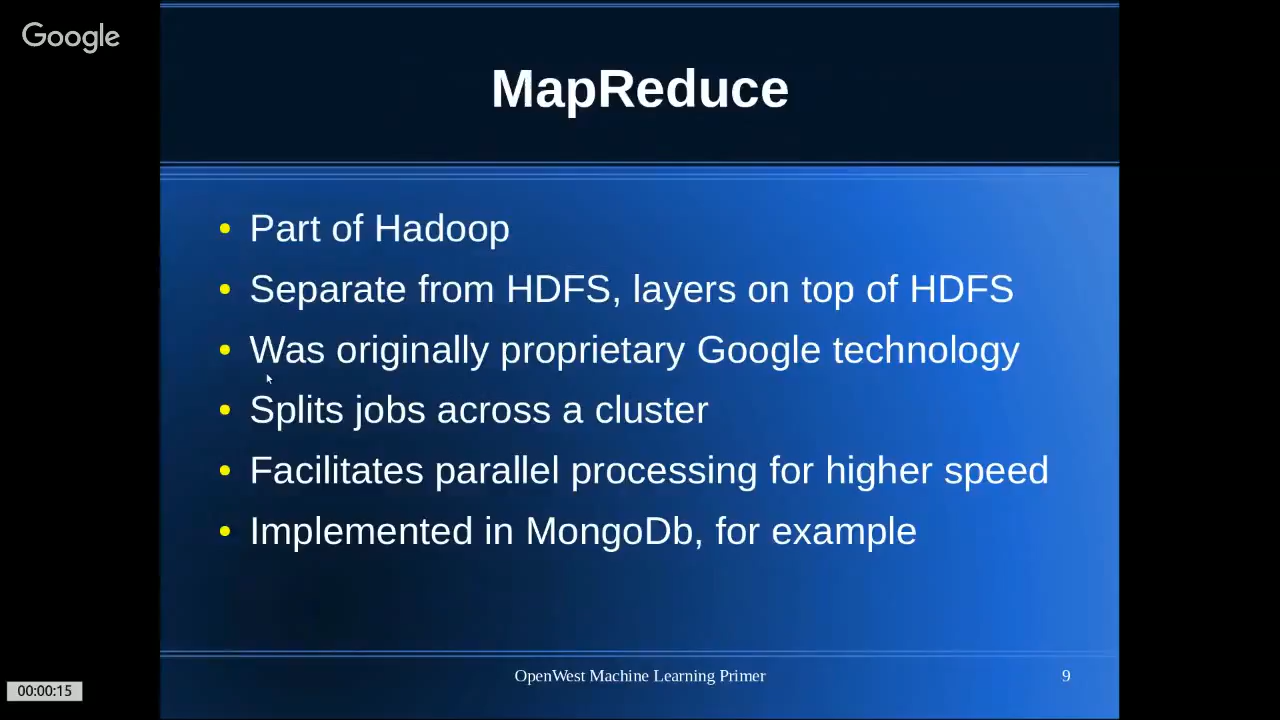 Google
MapReduce
• Part of Hadoop
• Separate from HDFS, layers on top of HDFS
• Was originally proprietary Google technology
• Splits jobs across a cluster
• Facilitates parallel processing for higher speed
• Implemented in MongoDb, for example
OpenWest Machine Learning Primer
9
00:00:15